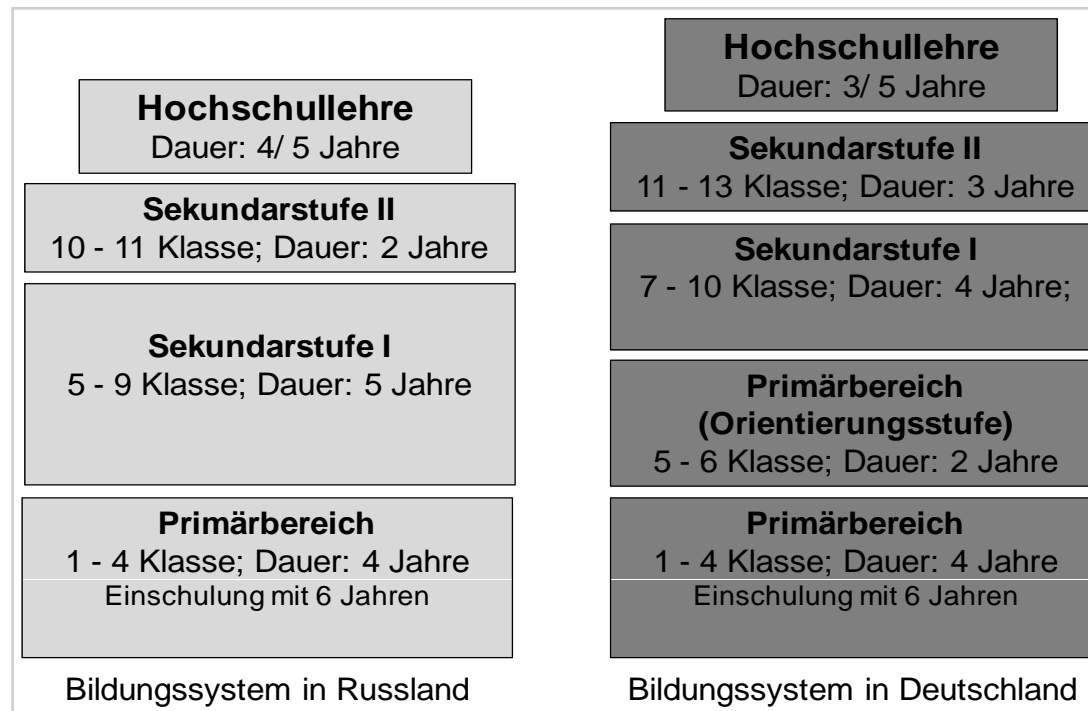 Hochschullehre
Dauer: 4/ 5 Jahre
Sekundarstufe II
10 - 11 Klasse; Dauer: 2 Jahre
Sekundarstufe I
5 - 9 Klasse; Dauer: 5 Jahre
Primärbereich
1 - 4 Klasse; Dauer: 4 Jahre
Einschulung mit 6 Jahren
Bildungssystem in Russland
Hochschullehre
Dauer: 3/ 5 Jahre
Sekundarstufe II
11 - 13 Klasse; Dauer: 3 Jahre
Sekundarstufe I
7 - 10 Klasse; Dauer: 4 Jahre;
Primärbereich
(Orientierungsstufe)
5 - 6 Klasse; Dauer: 2 Jahre
Primärbereich
1 - 4 Klasse; Dauer: 4 Jahre
Einschulung mit 6 Jahren
Bildungssystem in Deutschland